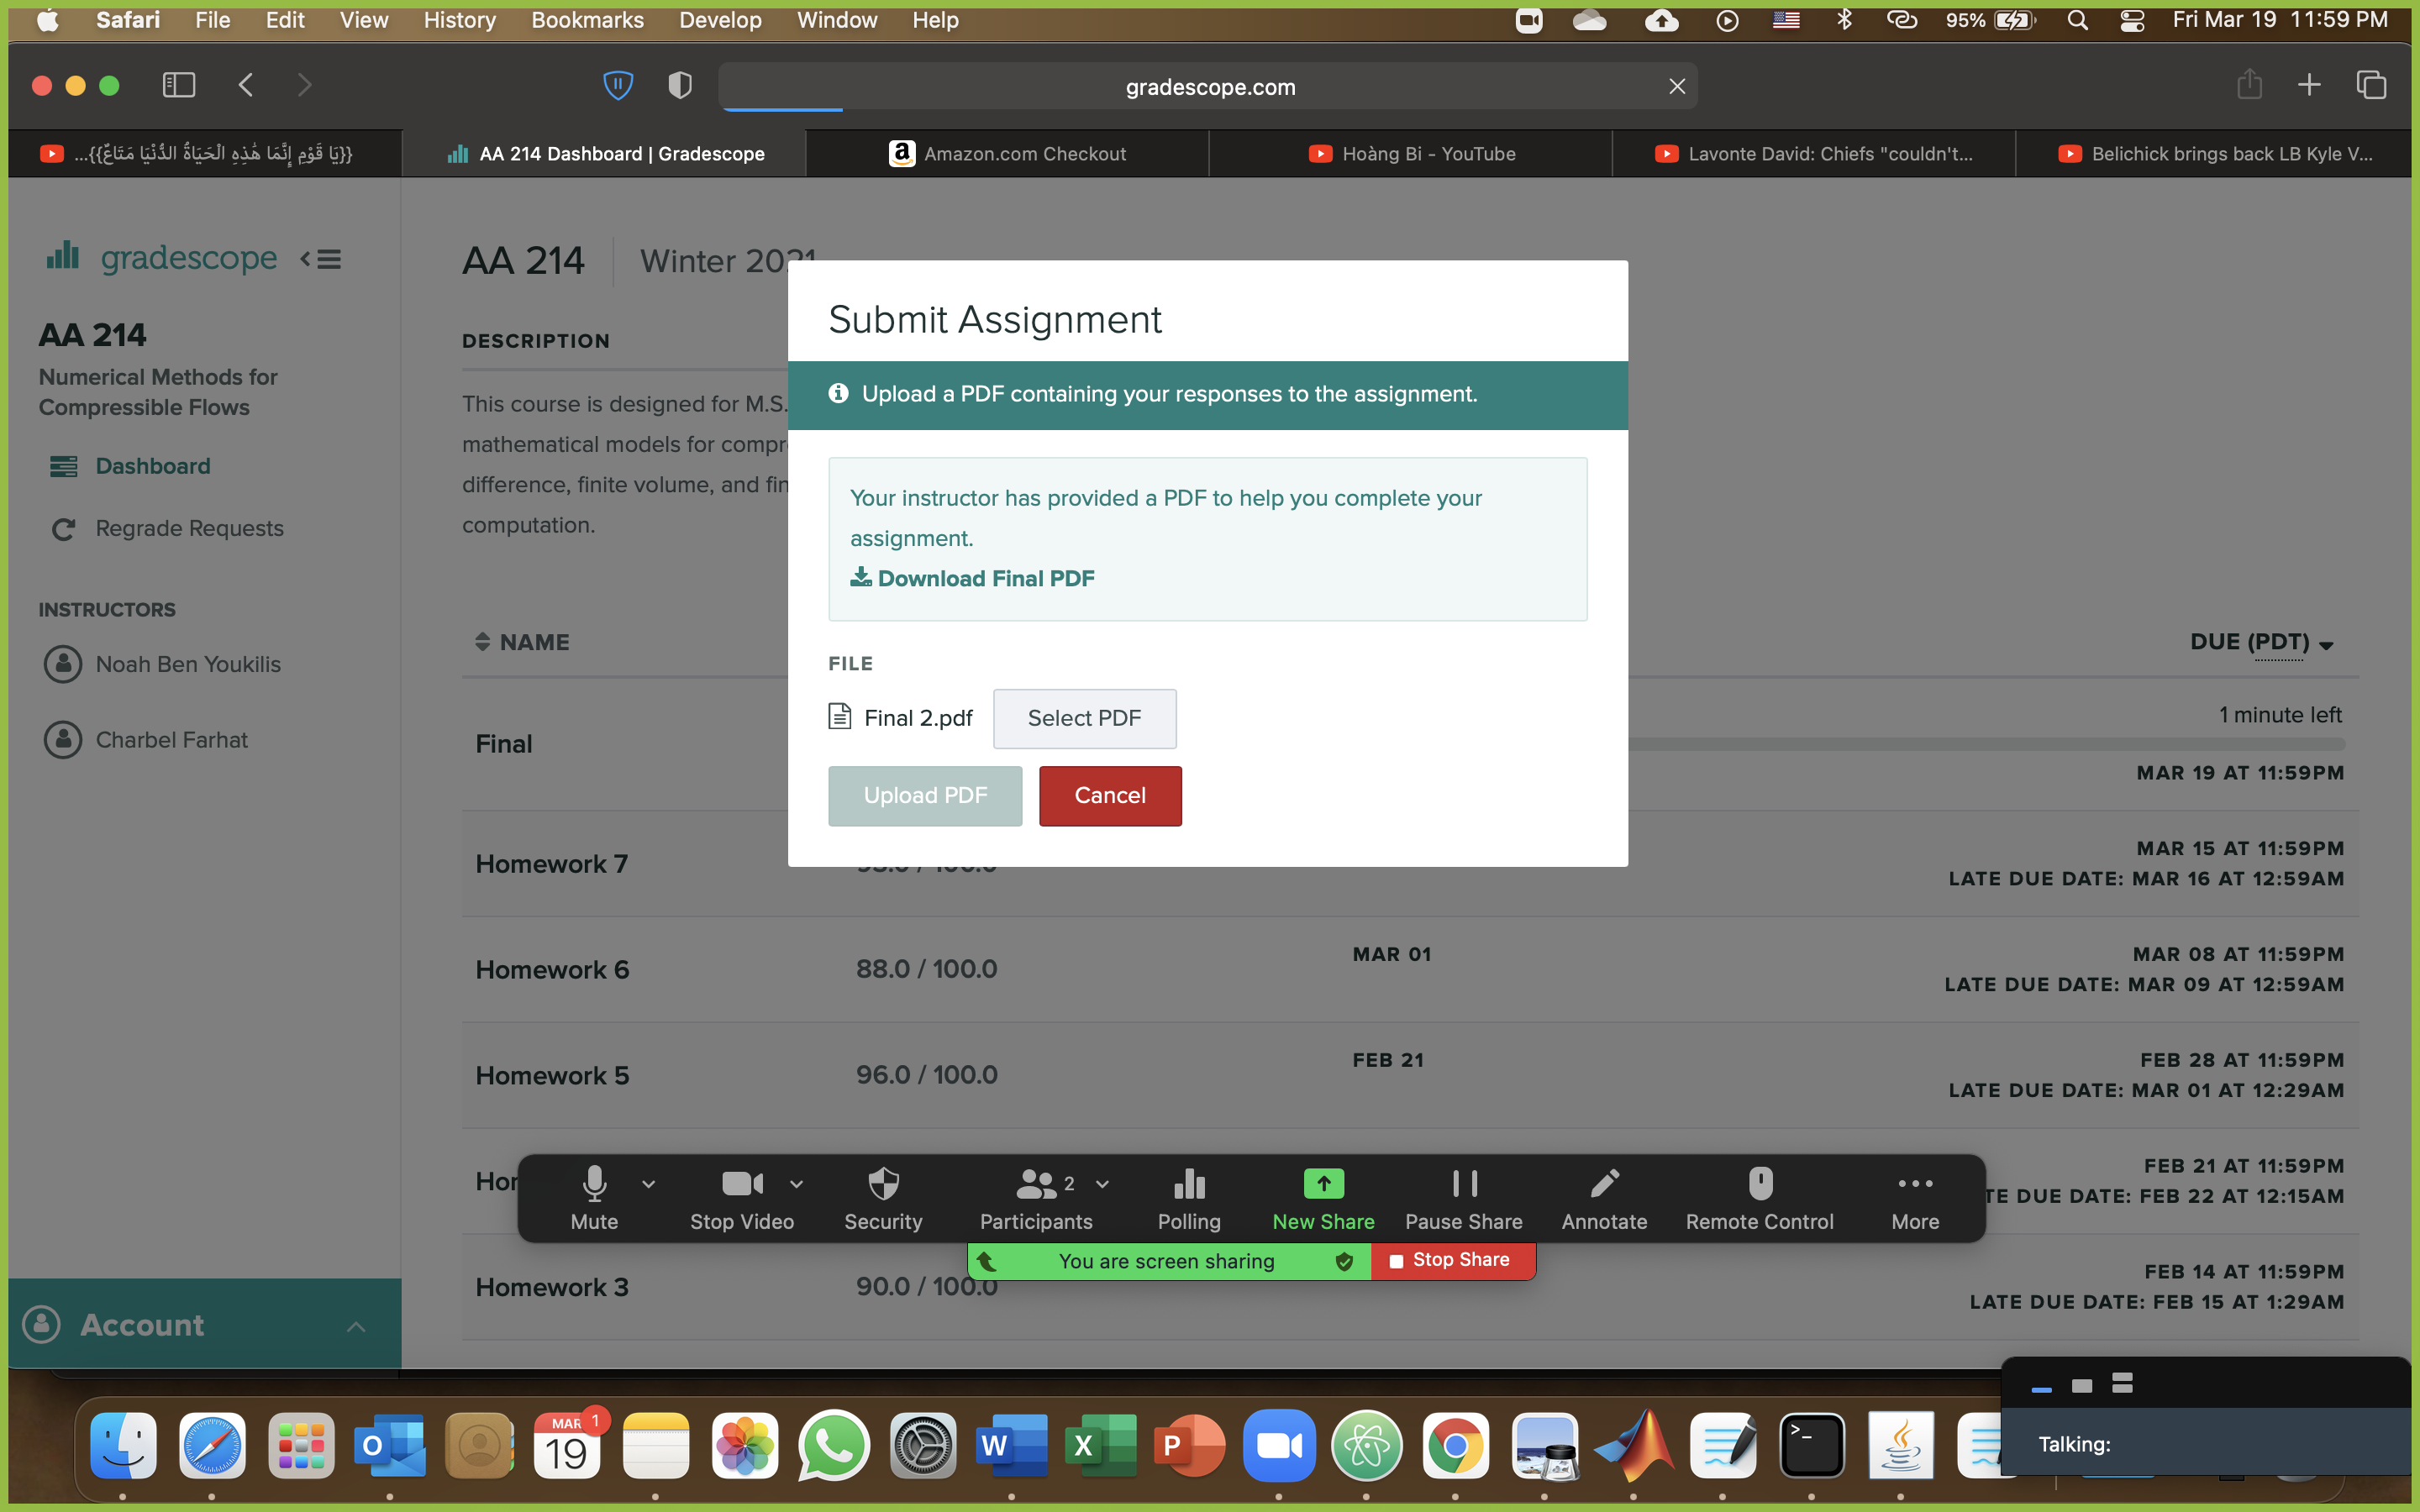 Safari File Edit View History Bookmarks Develop Window Help 95% Fri Mar 19 11:59 PM
gradescope.com
...{{يَا قَوْمِ إِنَّمَا هَٰذِهِ الْحَيَاةُ الدُّنْيَا مَتَاعٌ}}
AA 214 Dashboard | Gradescope
Amazon.com Checkout
Hoàng Bi - YouTube
Lavonte David: Chiefs "couldn't...
Belichick brings back LB Kyle V...
gradescope
AA 214
Numerical Methods for
Compressible Flows
Dashboard
Regrade Requests
INSTRUCTORS
Noah Ben Youkilis
Charbel Farhat
Account
AA 214 Winter 2021
DESCRIPTION
This course is designed for M.S.
mathematical models for compr
difference, finite volume, and fin
computation.
NAME DUE (PDT)
Final 1 minute left
MAR 19 AT 11:59PM
Submit Assignment
Upload a PDF containing your responses to the assignment.
Your instructor has provided a PDF to help you complete your
assignment.
Download Final PDF
FILE
Final 2.pdf Select PDF
Upload PDF Cancel
Homework 7 MAR 15 AT 11:59PM
LATE DUE DATE: MAR 16 AT 12:59AM
Homework 6 88.0 / 100.0 MAR 01 MAR 08 AT 11:59PM
LATE DUE DATE: MAR 09 AT 12:59AM
Homework 5 96.0 / 100.0 FEB 21 FEB 28 AT 11:59PM
LATE DUE DATE: MAR 01 AT 12:29AM
Hor FEB 21 AT 11:59PM
TE DUE DATE: FEB 22 AT 12:15AM
Mute Stop Video Security Participants 2 Polling New Share Pause Share Annotate Remote Control More
You are screen sharing Stop Share
Homework 3 90.0 / 100.0 FEB 14 AT 11:59PM
LATE DUE DATE: FEB 15 AT 1:29AM
MAR 1
19
Talking: